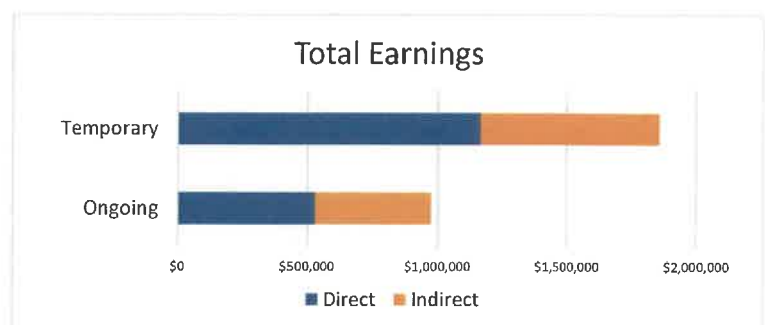 Total Earnings
Temporary
Ongoing
$0 $500,000 $1,000,000 $1,500,000 $2,000,000
Direct Indirect